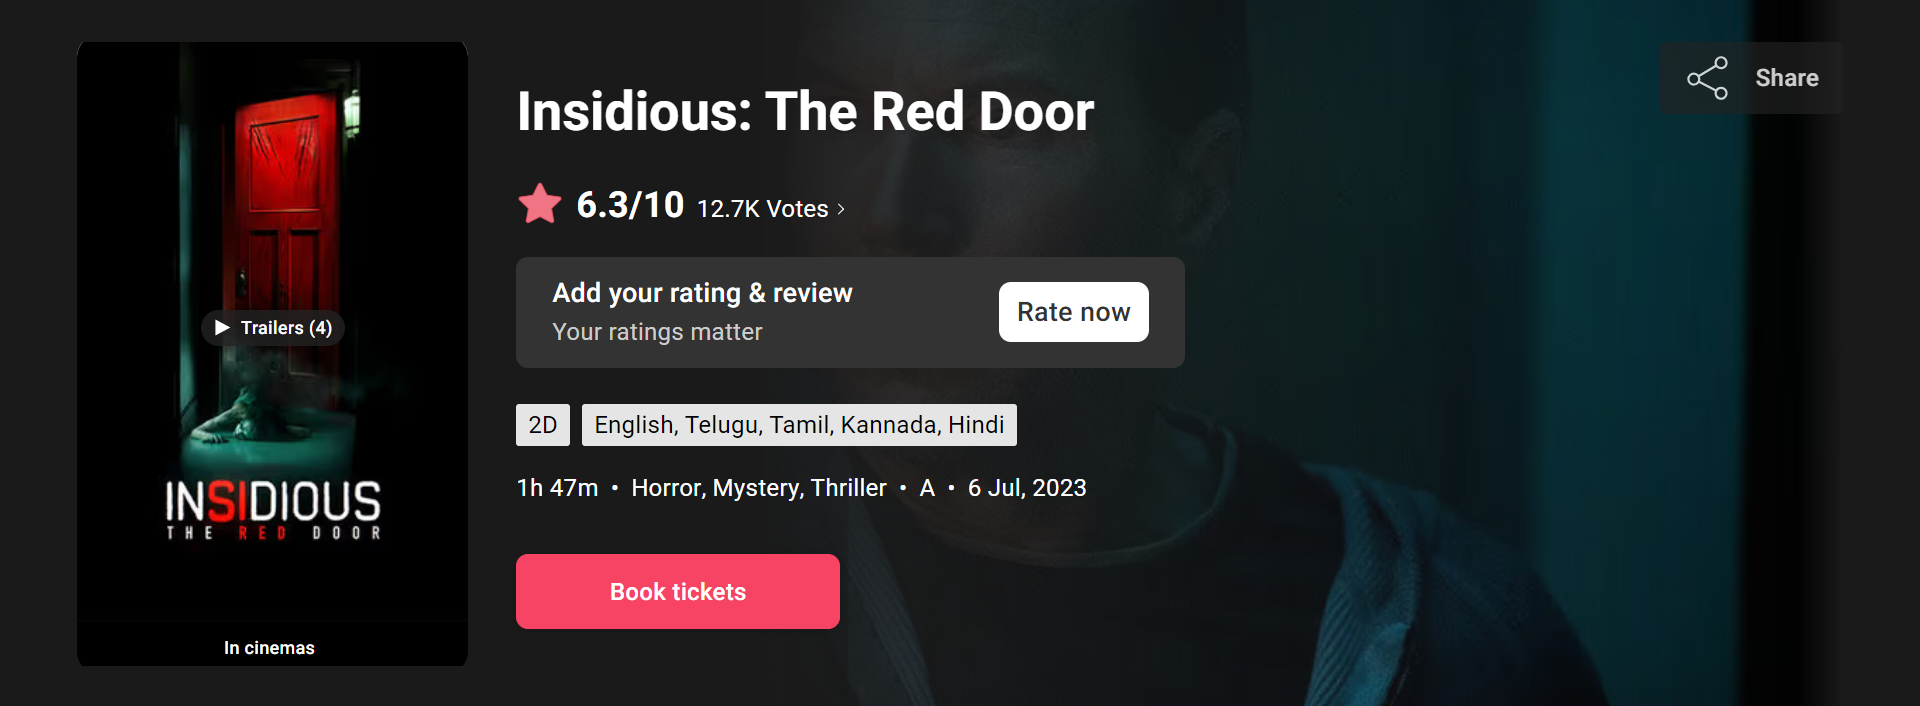 Trailers (4)
INSIDIOUS
THE RED DOOR
In cinemas
Insidious: The Red Door
6.3/10 12.7K Votes >
Add your rating & review
Your ratings matter
Rate now
2D English, Telugu, Tamil, Kannada, Hindi
1h 47m • Horror, Mystery, Thriller • A • 6 Jul, 2023
Book tickets
Share